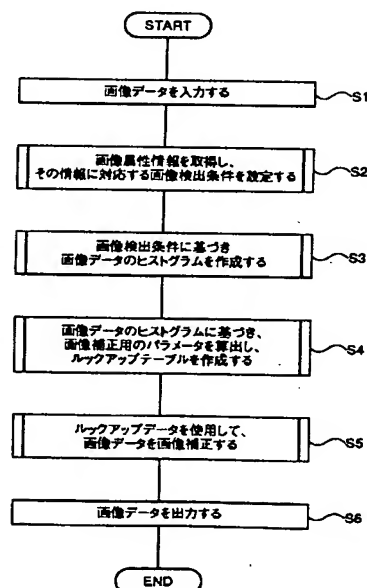 START
画像データを入力する
S1
画像属性情報を取得し、
その情報に対応する画像検出条件を設定する
S2
画像検出条件に基づき
画像データのヒストグラムを作成する
S3
画像データのヒストグラムに基づき、
画像補正用のパラメータを算出し、
ルックアップテーブルを作成する
S4
ルックアップデータを使用して、
画像データを画像補正する
S5
画像データを出力する
S6
END